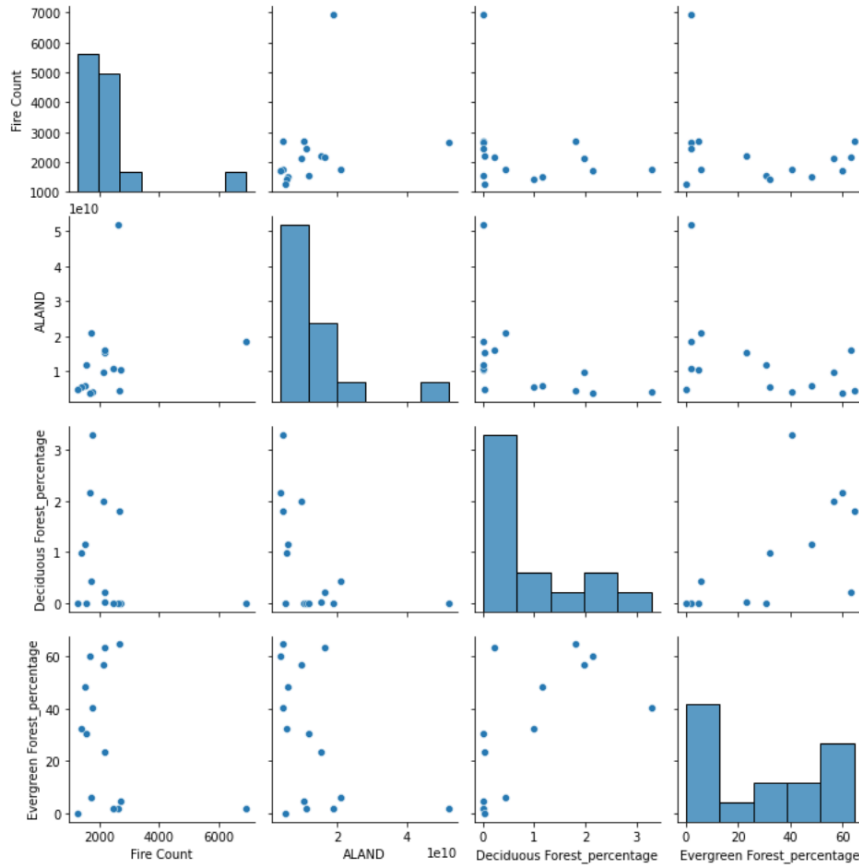 7000
6000
5000
4000
3000
2000
1000
Fire Count
1e10
5
4
3
2
1
ALAND
3
2
1
0
Deciduous Forest_percentage
60
40
20
0
Evergreen Forest_percentage
2000 4000 6000
Fire Count
2 4
1e10
ALAND
0 1 2 3
Deciduous Forest_percentage
0 20 40 60
Evergreen Forest_percentage